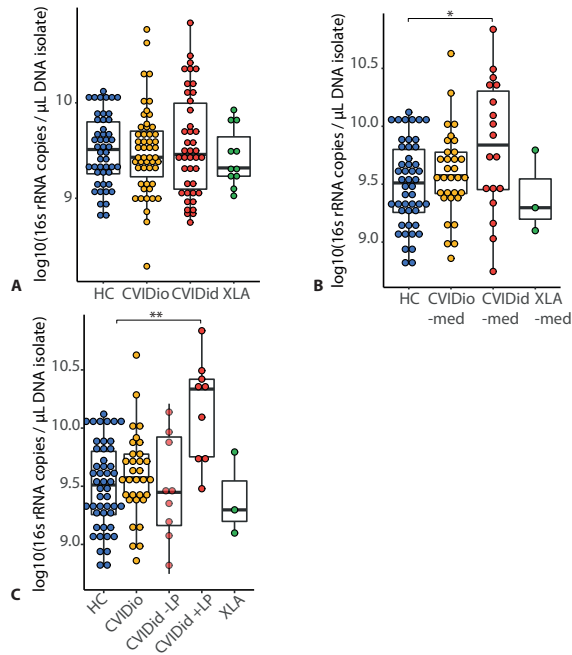 log10(16s rRNA copies / µL DNA isolate)
10
9
A
HC CVIDio CVIDid XLA
*
log10(16s rRNA copies / µL DNA isolate)
10.5
10.0
9.5
9.0
B
HC CVIDio CVIDid XLA
-med -med -med
**
log10(16s rRNA copies / µL DNA isolate)
10.5
10.0
9.5
9.0
C
HC
CVIDio
CVIDid -LP
CVIDid +LP
XLA